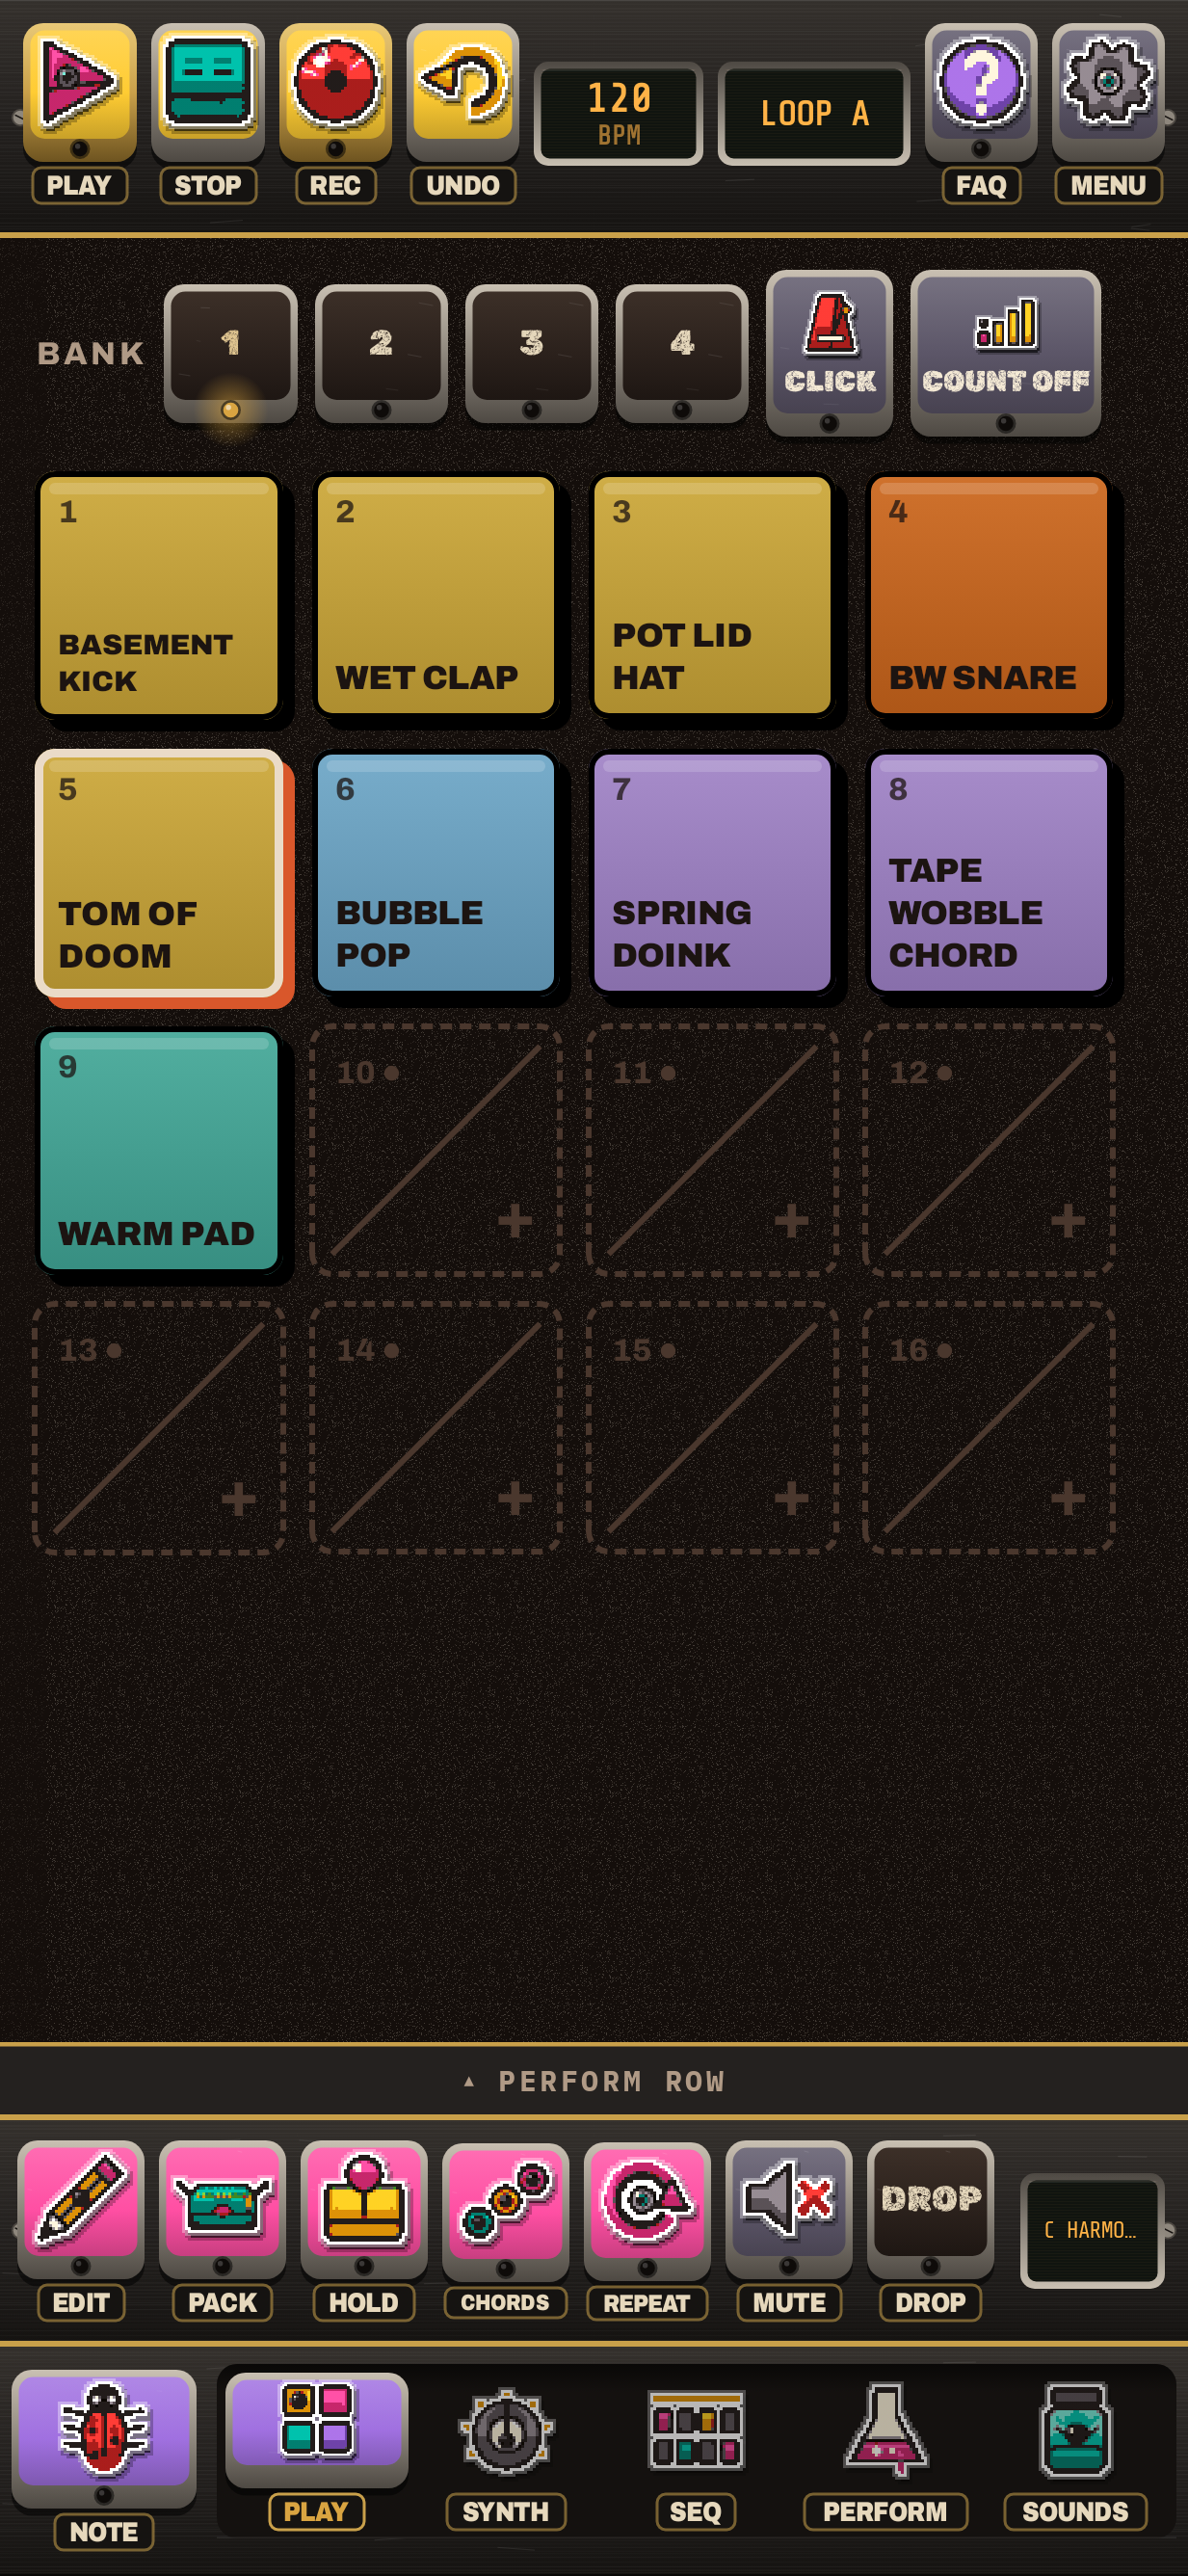 120
BPM
LOOP A
PLAY
STOP
REC
UNDO
FAQ
MENU
BANK
1
2
3
4
CLICK
COUNT OFF
1
BASEMENT
KICK
2
WET CLAP
3
POT LID
HAT
4
BW SNARE
5
TOM OF
DOOM
6
BUBBLE
POP
7
SPRING
DOINK
8
TAPE
WOBBLE
CHORD
9
WARM PAD
10
11
12
13
14
15
16
▲ PERFORM ROW
DROP
C HARMO…
EDIT
PACK
HOLD
CHORDS
REPEAT
MUTE
DROP
NOTE
PLAY
SYNTH
SEQ
PERFORM
SOUNDS